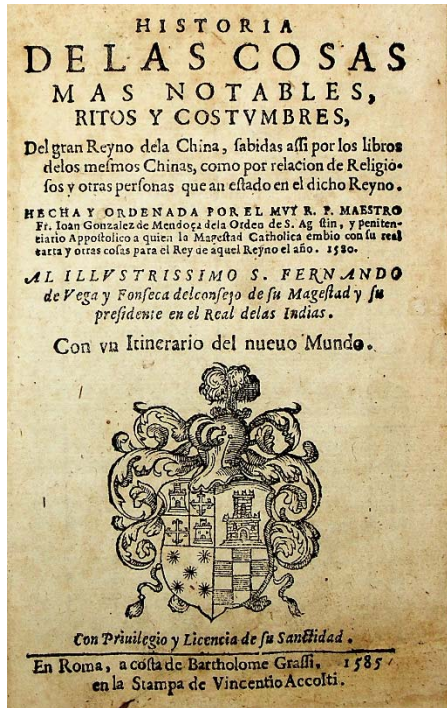 HISTORIA
DELAS COSAS
MAS NOTABLES,
RITOS Y COSTVMBRES,
Del gran Reyno dela China, sabidas assi por los libros
delos mesmos Chinas, como por relacion de Religio-
sos y otras personas que an estado en el dicho Reyno.
HECHA Y ORDENADA POR EL MVY R. P. MAESTRO
Fr. Ioan Gonzalez de Mendoça dela Orden de S. Ag stin, y peniten-
ciario Appostolico a quien la Magestad Catholica embio con su real
carta y otras cosas para el Rey de aquel Reyno el año. 1580.
AL ILLVSTRISSIMO S. FERNANDO
de Vega y Fonseca delconsejo de su Magestad y su
presidente en el Real delas Indias.
Con vn Itinerario del nueuo Mundo.
Con Priuilegio y Licencia de su Sanctidad.
En Roma, a costa de Bartholome Grassi. 1585
en la Stampa de Vincentio Accolti.